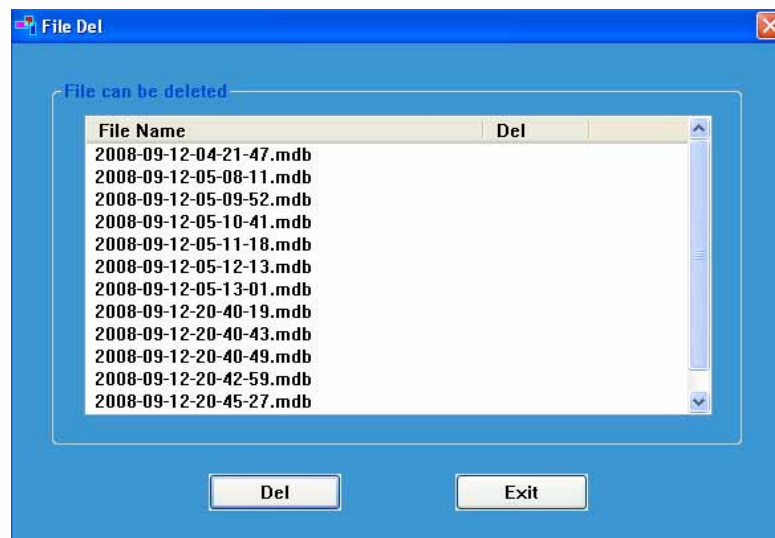 File Del
File can be deleted
File Name Del
2008-09-12-04-21-47.mdb
2008-09-12-05-08-11.mdb
2008-09-12-05-09-52.mdb
2008-09-12-05-10-41.mdb
2008-09-12-05-11-18.mdb
2008-09-12-05-12-13.mdb
2008-09-12-05-13-01.mdb
2008-09-12-20-40-19.mdb
2008-09-12-20-40-43.mdb
2008-09-12-20-40-49.mdb
2008-09-12-20-42-59.mdb
2008-09-12-20-45-27.mdb
Del Exit